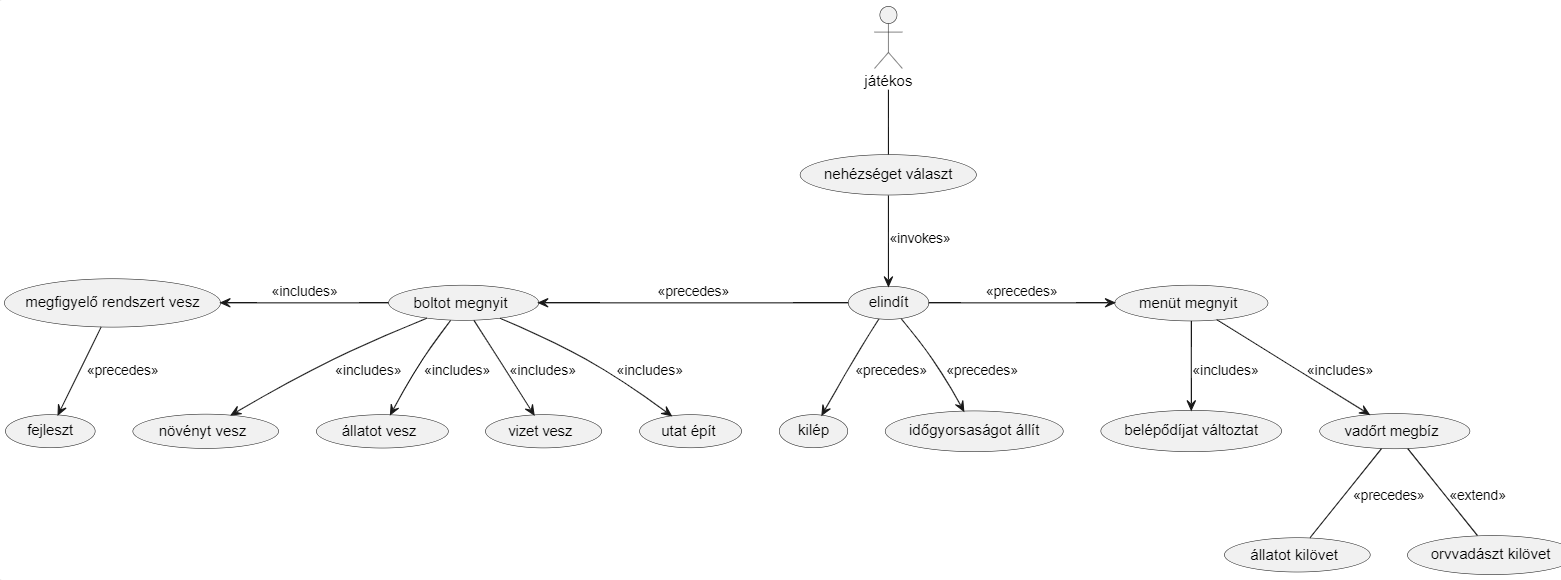 játékos
nehézséget választ
«invokes»
«includes»
«precedes»
«precedes»
megfigyelő rendszert vesz
boltot megnyit
elindít
menüt megnyit
«precedes»
«includes»
«includes»
«includes»
«includes»
«precedes»
«precedes»
«includes»
«includes»
fejleszt
növényt vesz
állatot vesz
vizet vesz
utat épít
kilép
időgyorsaságot állít
belépődíjat változtat
vadőrt megbíz
«precedes»
«extend»
állatot kilövet
orvvadászt kilövet